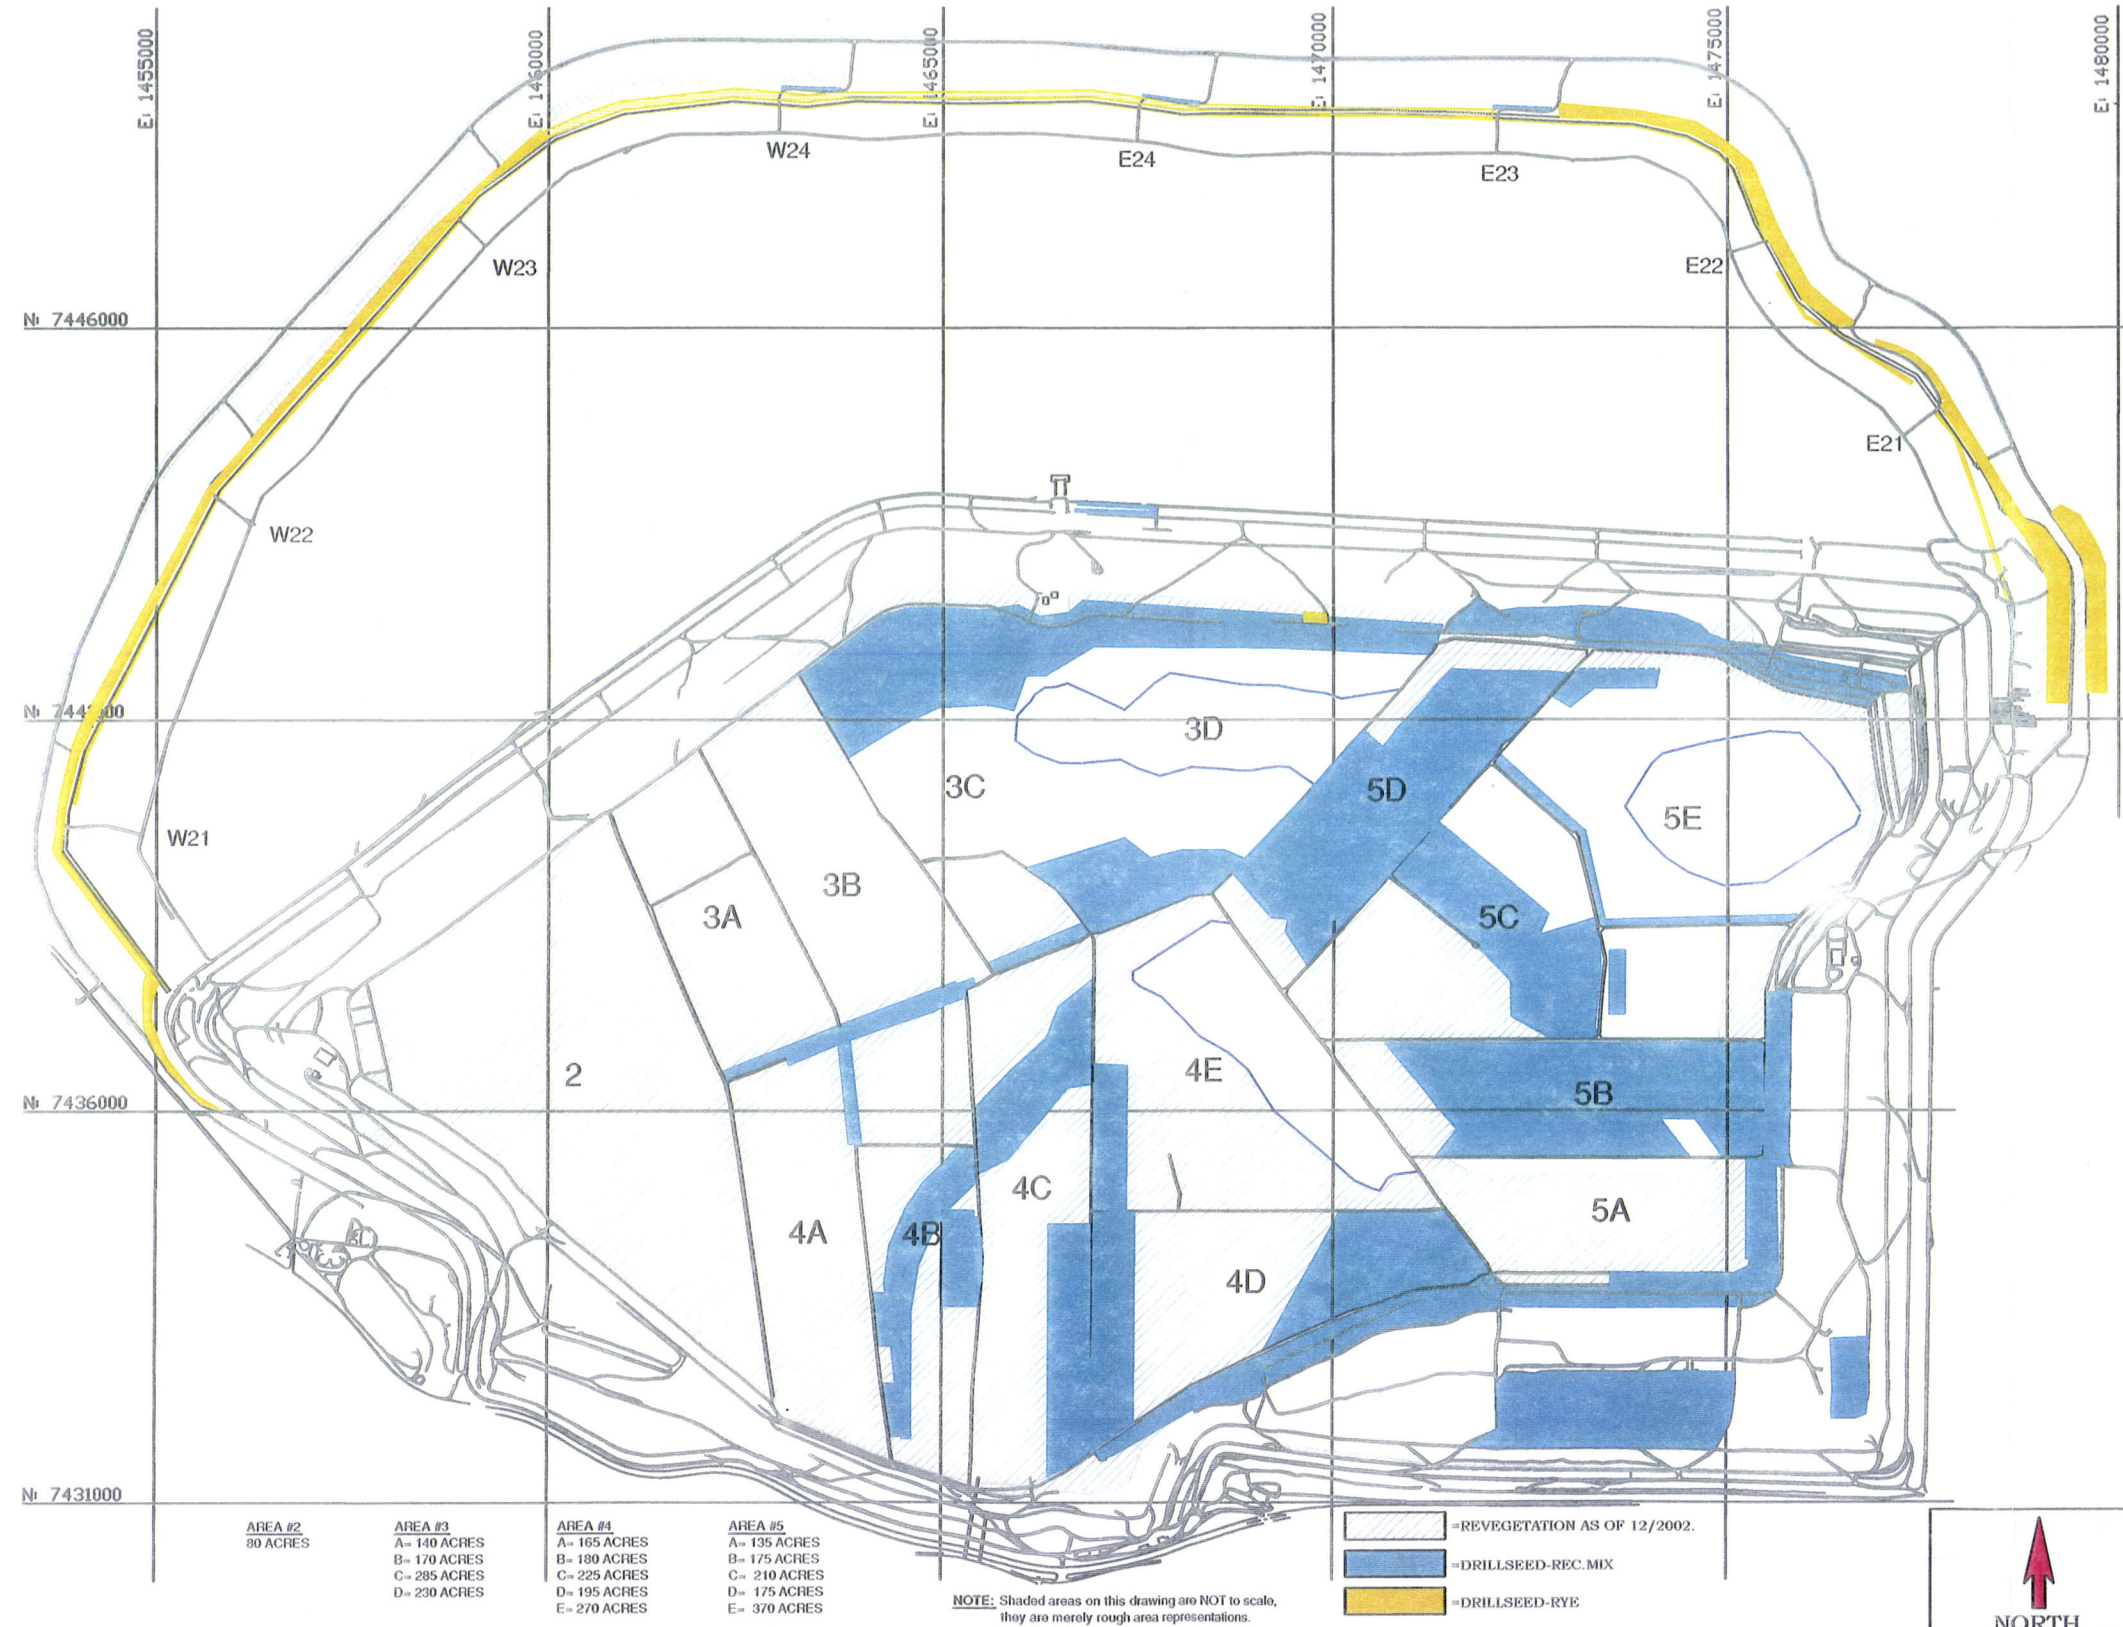 E: 1455000
E: 1460000
E: 1465000
E: 1470000
E: 1475000
E: 1480000
W24
E24
E23
W23
E22
N: 7446000
E21
W22
3D
3C
5D
5E
W21
3B
3A
5C
2
4E
5B
N: 7436000
4C
5A
4A
4B
4D
N: 7431000
AREA #2
80 ACRES
AREA #3
A= 140 ACRES
B= 170 ACRES
C= 285 ACRES
D= 230 ACRES
AREA #4
A= 165 ACRES
B= 180 ACRES
C= 225 ACRES
D= 195 ACRES
E= 270 ACRES
AREA #5
A= 135 ACRES
B= 175 ACRES
C= 210 ACRES
D= 175 ACRES
E= 370 ACRES
NOTE: Shaded areas on this drawing are NOT to scale,
they are merely rough area representations.
=REVEGETATION AS OF 12/2002.
=DRILLSEED-REC.MIX
=DRILLSEED-RYE
NORTH